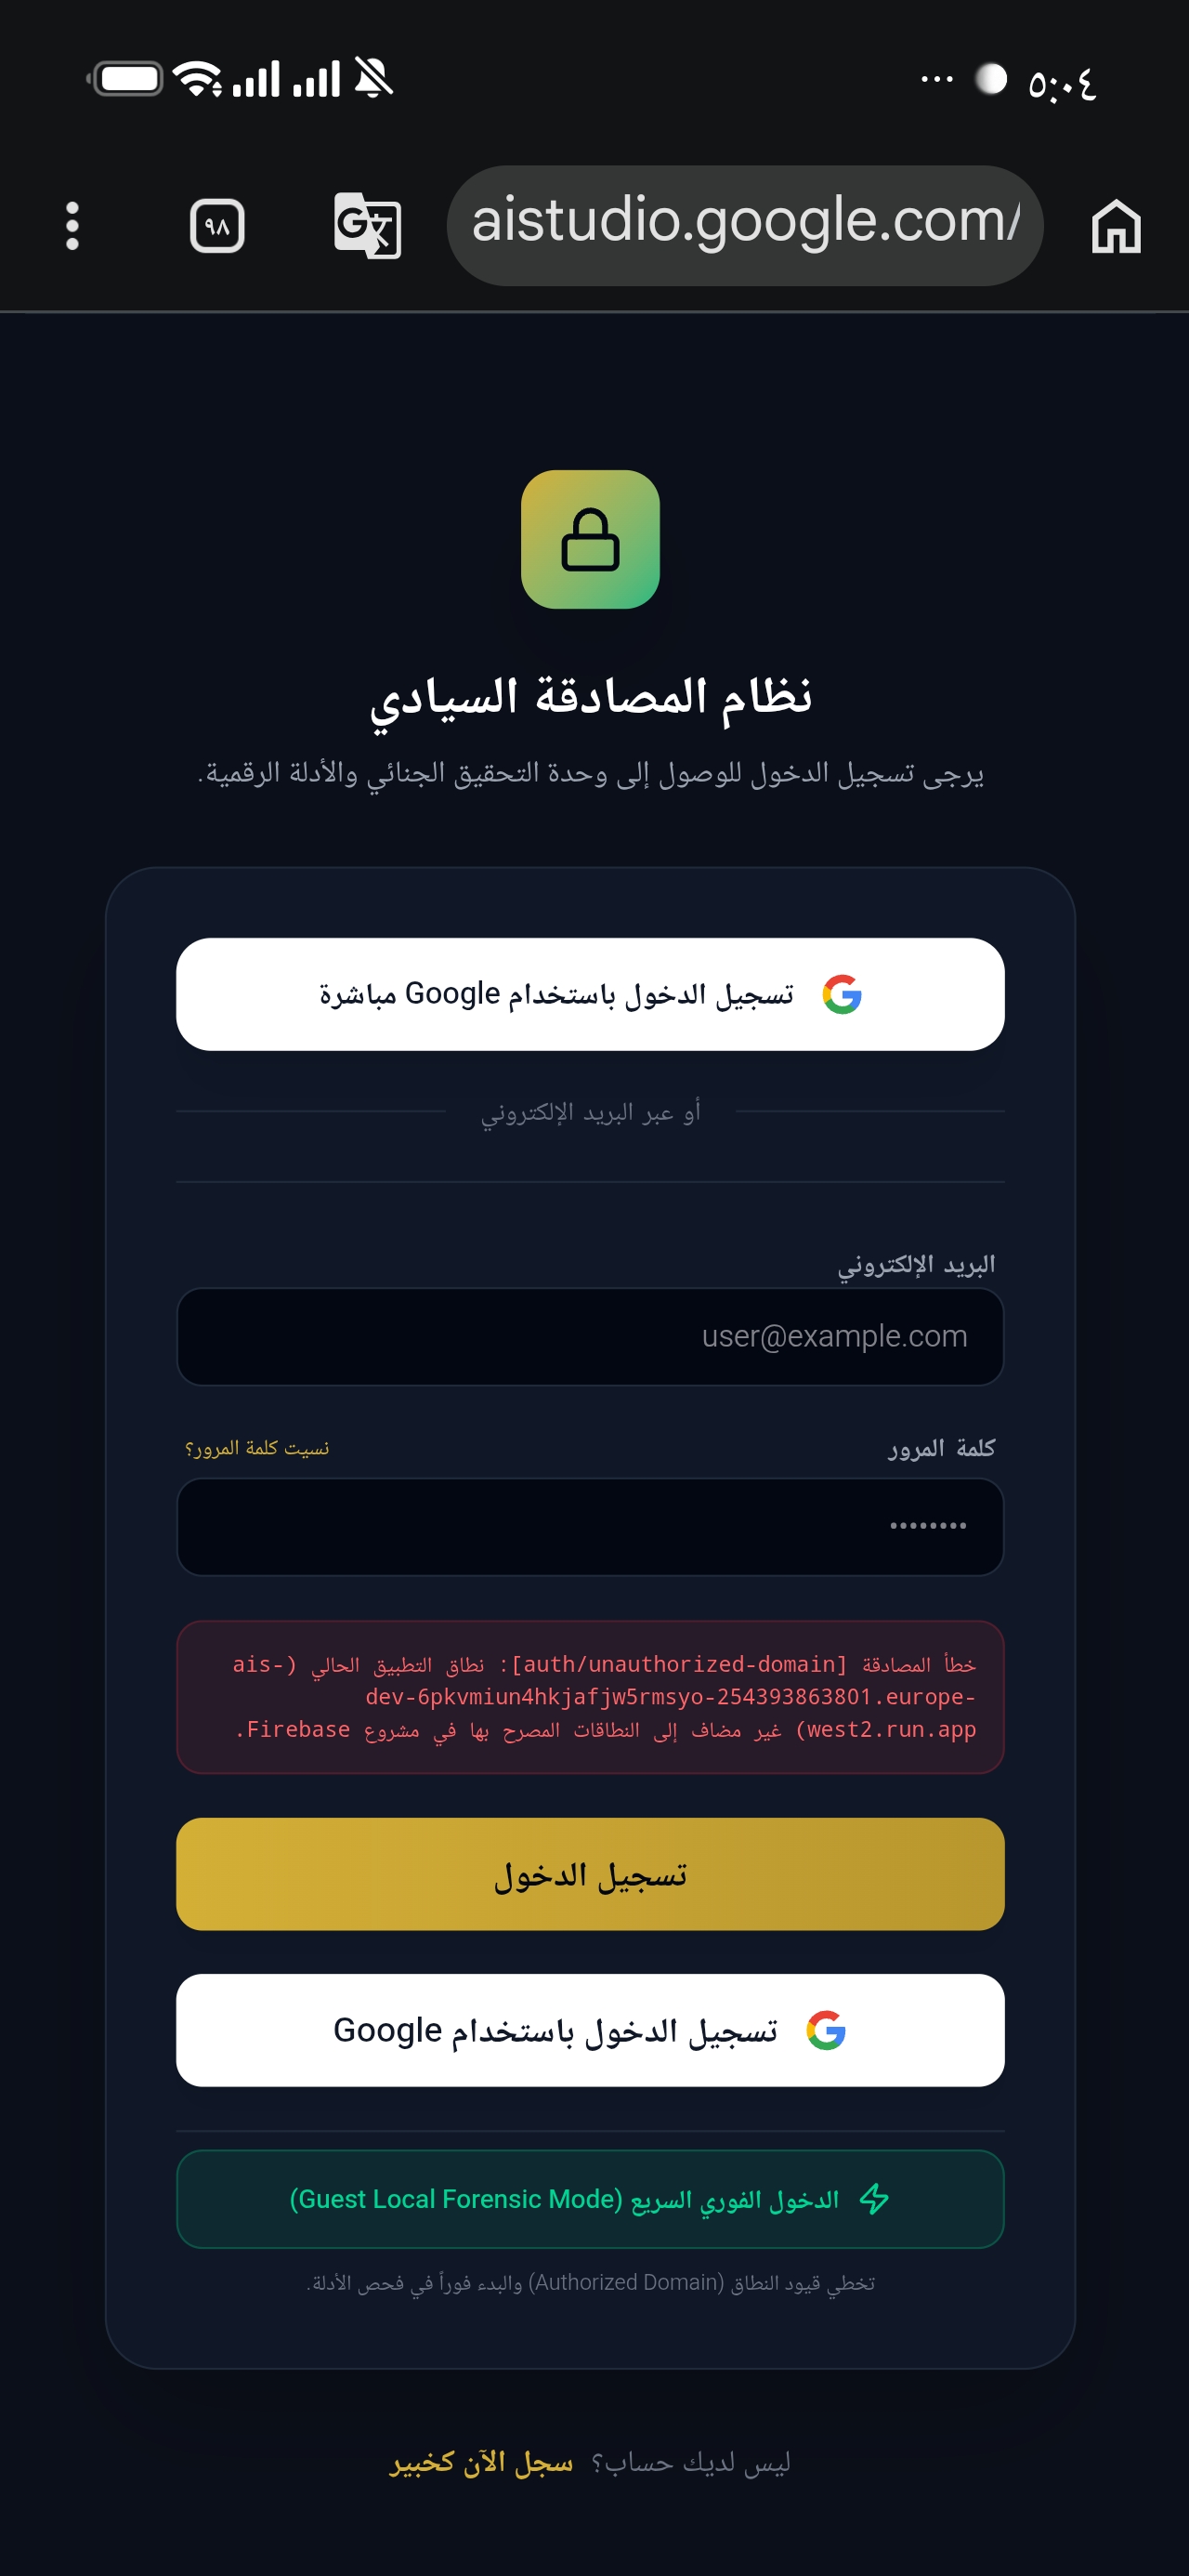 ٥:٠٤
٩٨
aistudio.google.com/
نظام المصادقة السيادي
يرجى تسجيل الدخول للوصول إلى وحدة التحقيق الجنائي والأدلة الرقمية.
تسجيل الدخول باستخدام Google مباشرة
أو عبر البريد الإلكتروني
البريد الإلكتروني
user@example.com
كلمة المرور
نسيت كلمة المرور؟
خطأ المصادقة [auth/unauthorized-domain]: نطاق التطبيق الحالي (ais-
dev-6pkvmiun4hkjafjw5rmsyo-254393863801.europe-
west2.run.app) غير مضاف إلى النطاقات المصرح بها في مشروع Firebase.
تسجيل الدخول
تسجيل الدخول باستخدام Google
الدخول الفوري السريع (Guest Local Forensic Mode)
تخطي قيود النطاق (Authorized Domain) والبدء فوراً في فحص الأدلة.
ليس لديك حساب؟ سجل الآن كخبير